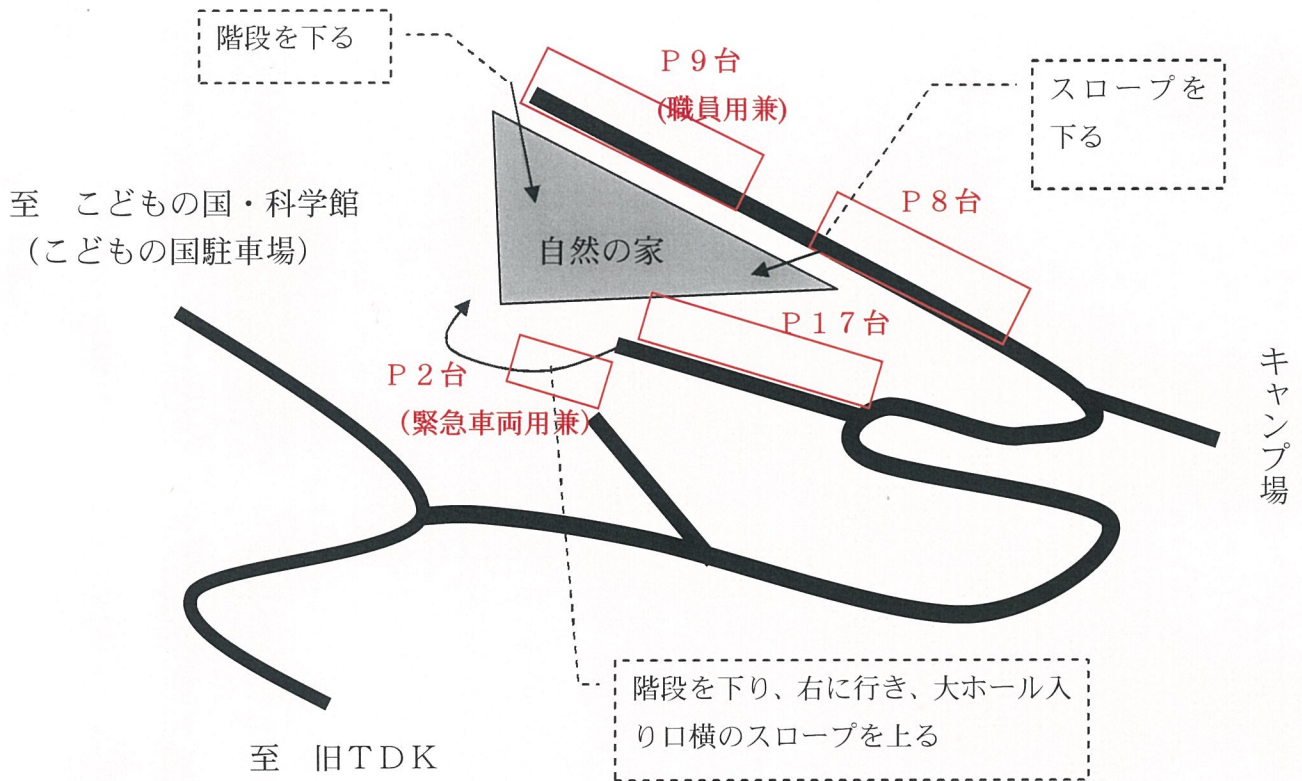 階段を下る
P９台
(職員用兼)
スロープを
下る
至　こどもの国・科学館
（こどもの国駐車場）
P８台
自然の家
P１７台
P２台
（緊急車両用兼）
キャンプ場
階段を下り、右に行き、大ホール入
り口横のスロープを上る
至　旧TDK